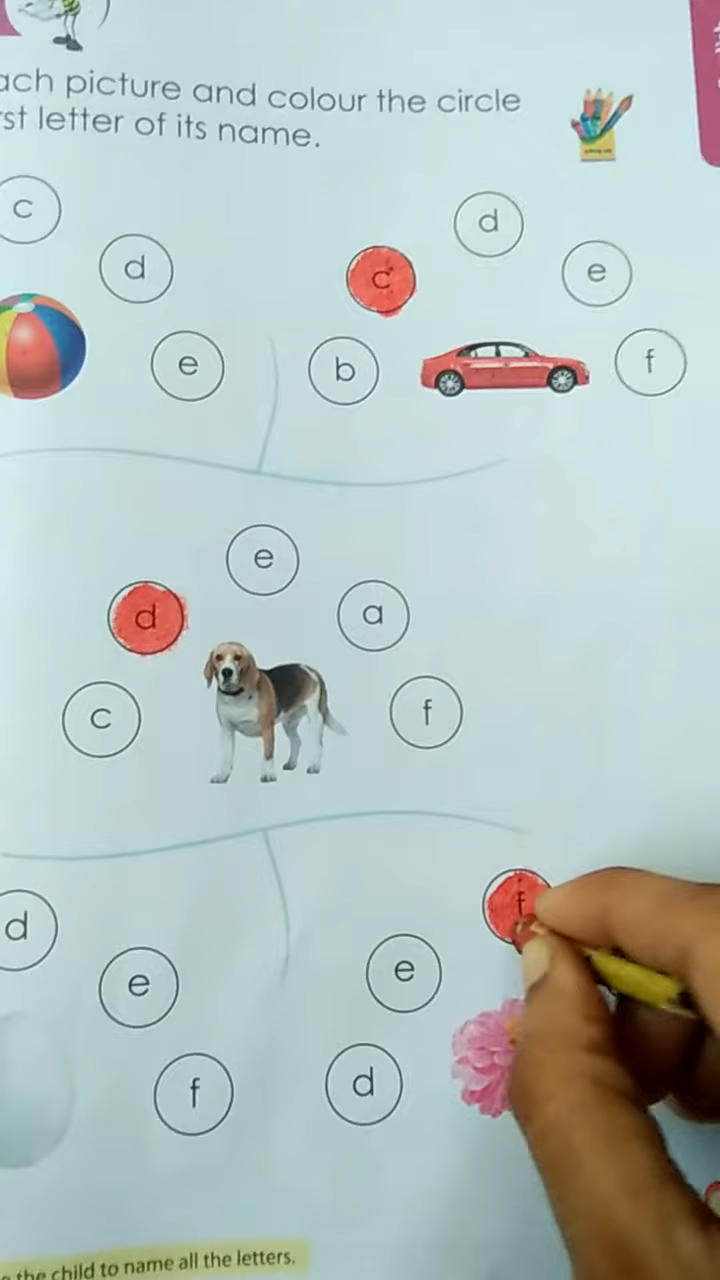 ach picture and colour the circle
rst letter of its name.
c
d
e
d
c
e
b
f
e
d
a
c
f
d
e
f
f
e
d
the child to name all the letters.